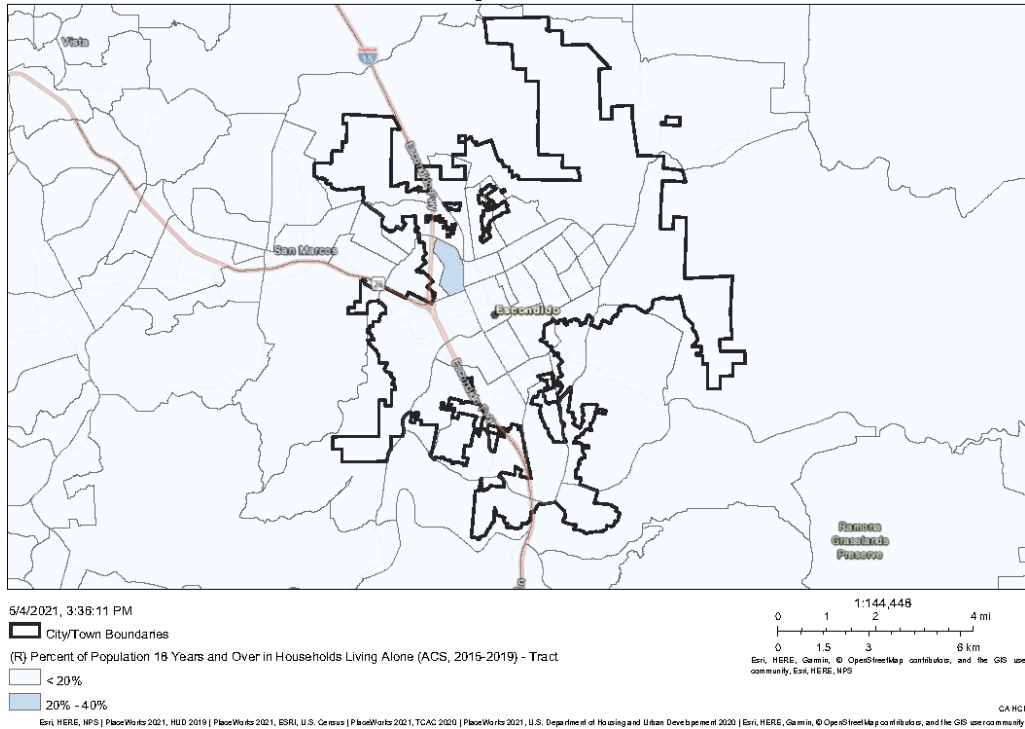 Vista
15
Escondido
San Marcos
78
Escondido
Ramona
Grasslands
Preserve
5/4/2021, 3:36:11 PM
City/Town Boundaries
(R) Percent of Population 18 Years and Over in Households Living Alone (ACS, 2015-2019) - Tract
< 20%
20% - 40%
1:144,448
0 1 2 4 mi
0 1.5 3 6 km
Esri, HERE, Garmin, © OpenStreetMap contributors, and the GIS user
community, Esri, HERE, NPS
CA HCD
Esri, HERE, NPS | PlaceWorks 2021, HUD 2019 | PlaceWorks 2021, ESRI, U.S. Census | PlaceWorks 2021, TCAC 2020 | PlaceWorks 2021, U.S. Department of Housing and Urban Developement 2020 | Esri, HERE, Garmin, © OpenStreetMap contributors, and the GIS user community